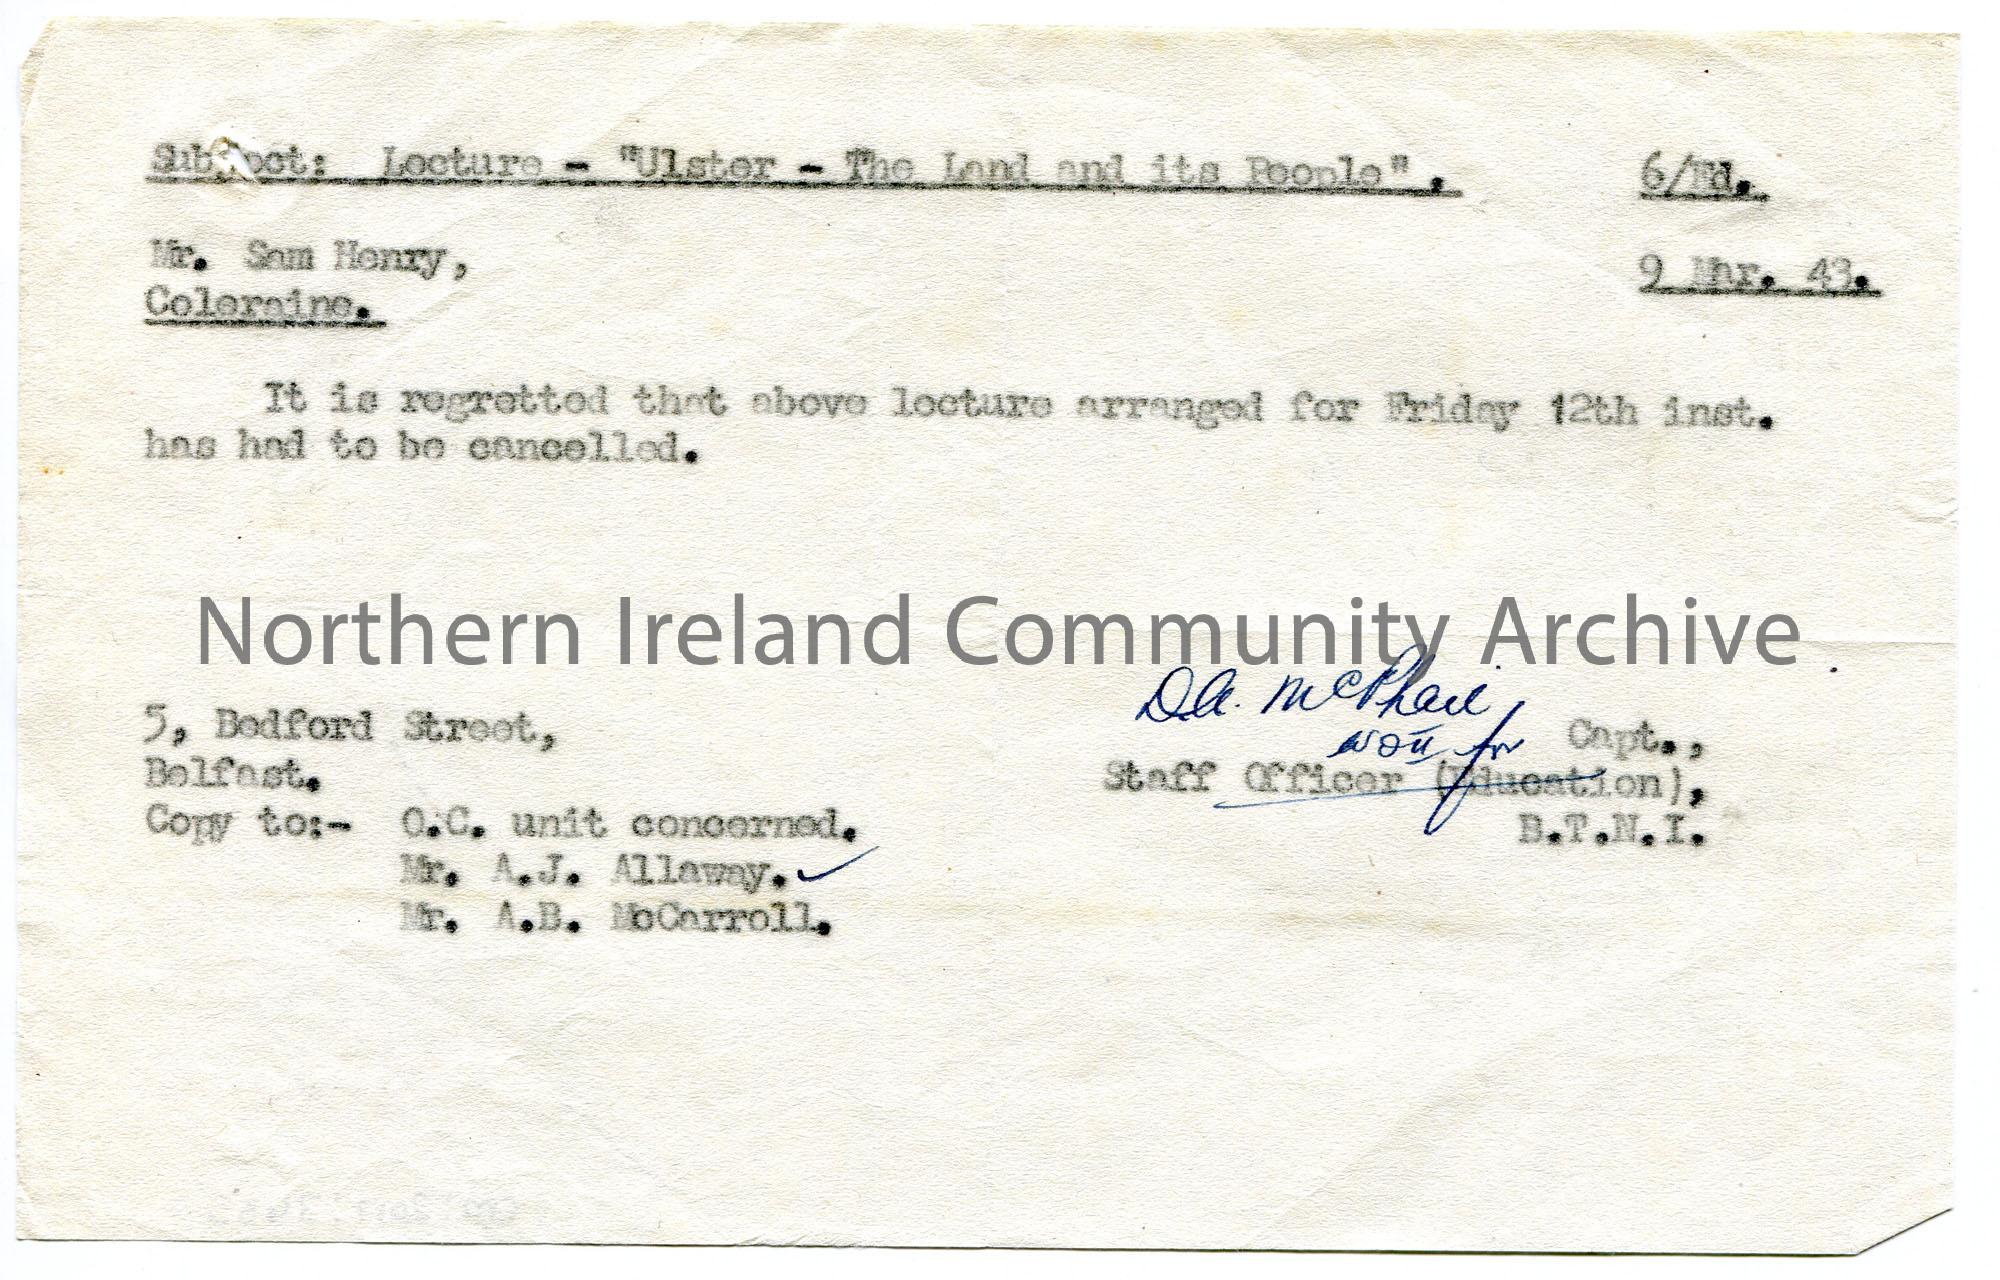 Subject: Lecture - "Ulster - The Land and its People". 6/Ed.
Mr. Sam Henry, 9 Mar. 43.
Coleraine.
It is regretted that above lecture arranged for Friday 12th inst.
has had to be cancelled.
Northern Ireland Community Archive
D.A. McPhail
WOII for Capt.,
5, Bedford Street,
Staff Officer (Education),
Belfast.
B.T.N.I.
Copy to:- O.C. unit concerned.
Mr. A.J. Allaway.
Mr. A.B. McCarroll.